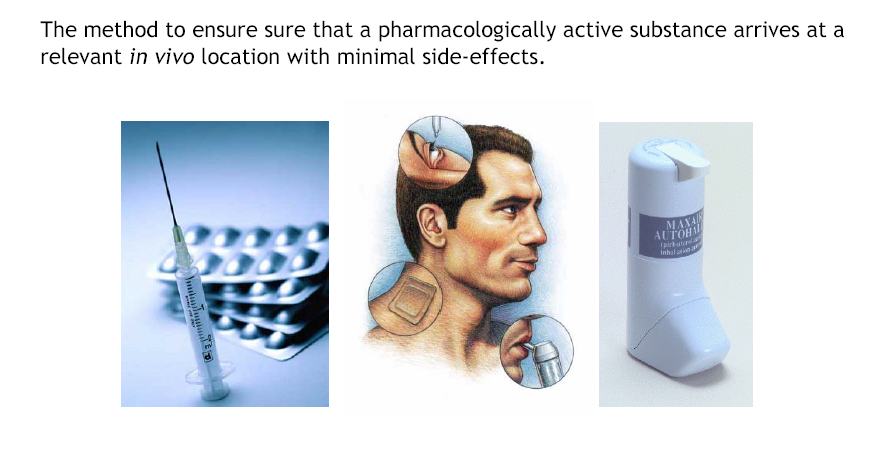 The method to ensure sure that a pharmacologically active substance arrives at a
relevant in vivo location with minimal side-effects.
MAXAIR
AUTOHA